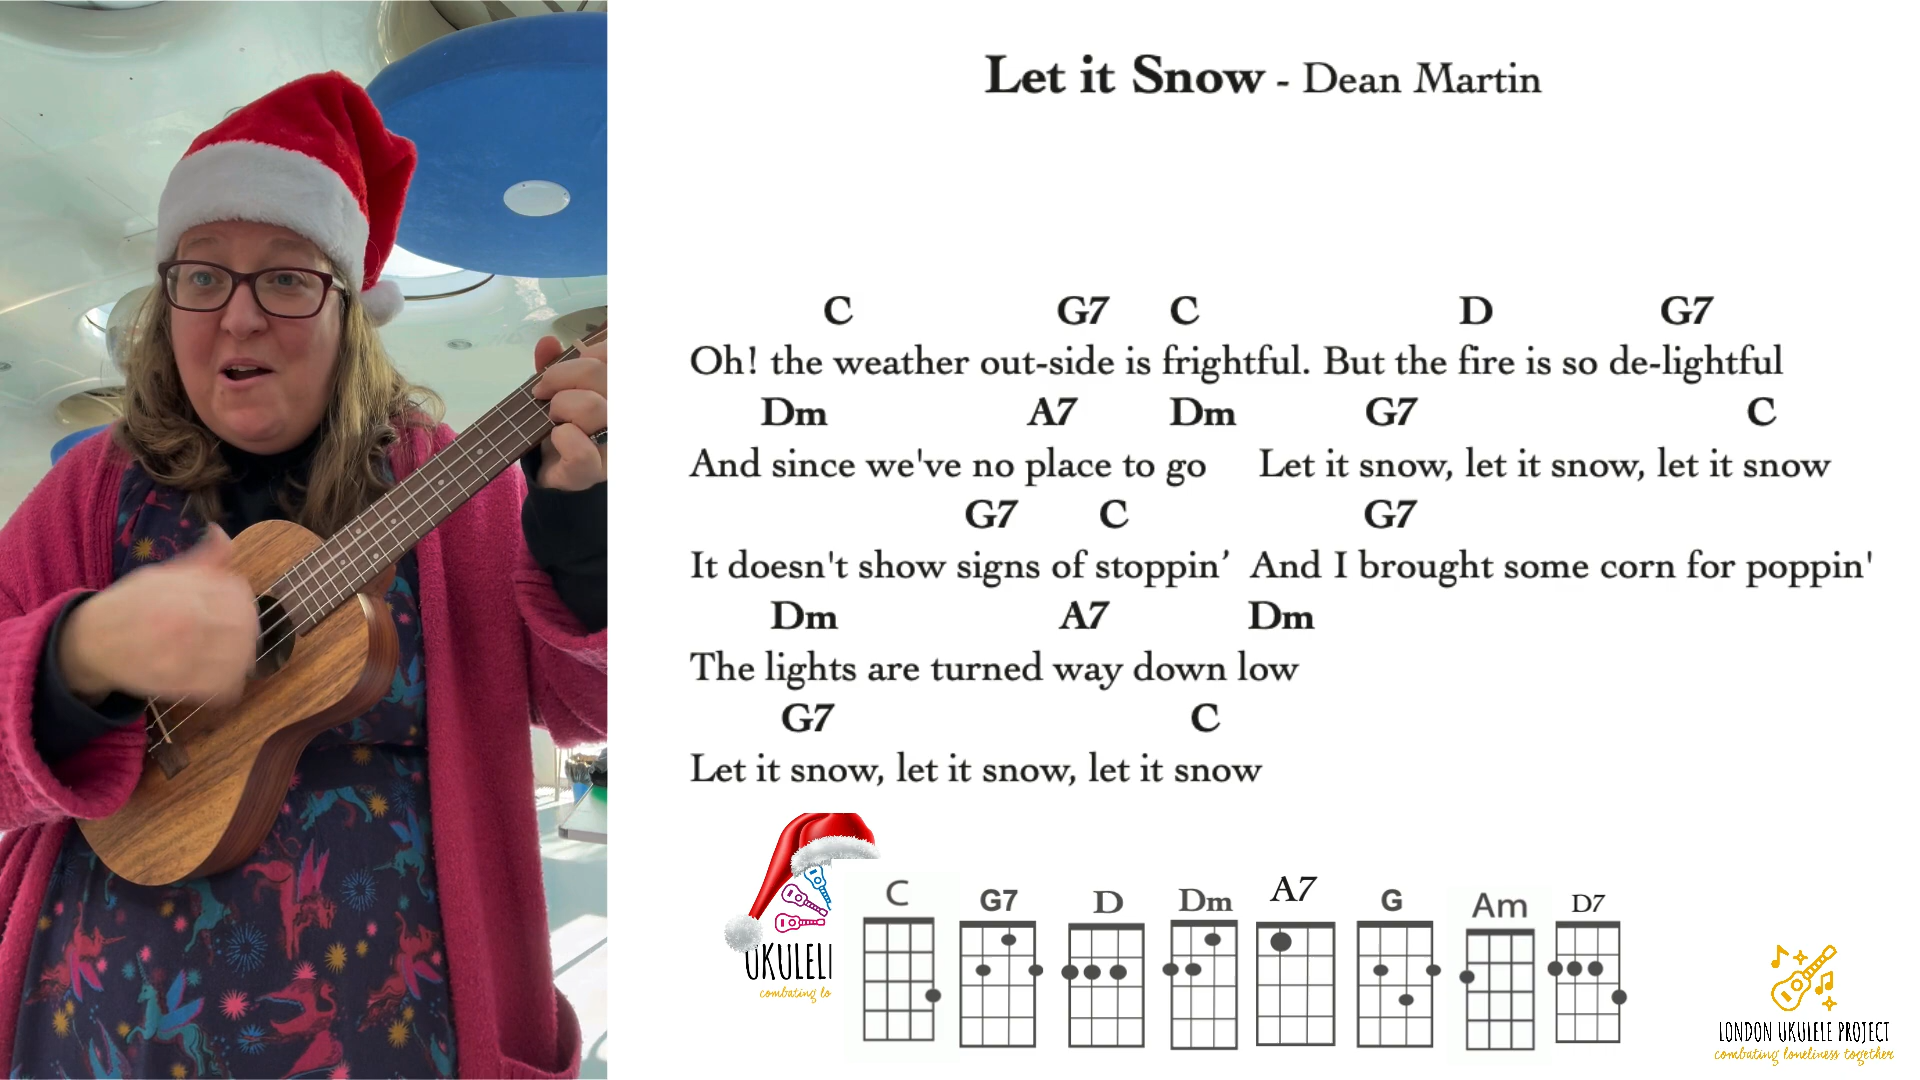 Let it Snow - Dean Martin
C G7 C D G7
Oh! the weather out-side is frightful. But the fire is so de-lightful
Dm A7 Dm G7 C
And since we've no place to go Let it snow, let it snow, let it snow
G7 C G7
It doesn't show signs of stoppin’ And I brought some corn for poppin'
Dm A7 Dm
The lights are turned way down low
G7 C
Let it snow, let it snow, let it snow
C G7 D Dm A7 G Am D7
UKULELI
combating lo
LONDON UKULELE PROJECT
combating loneliness together